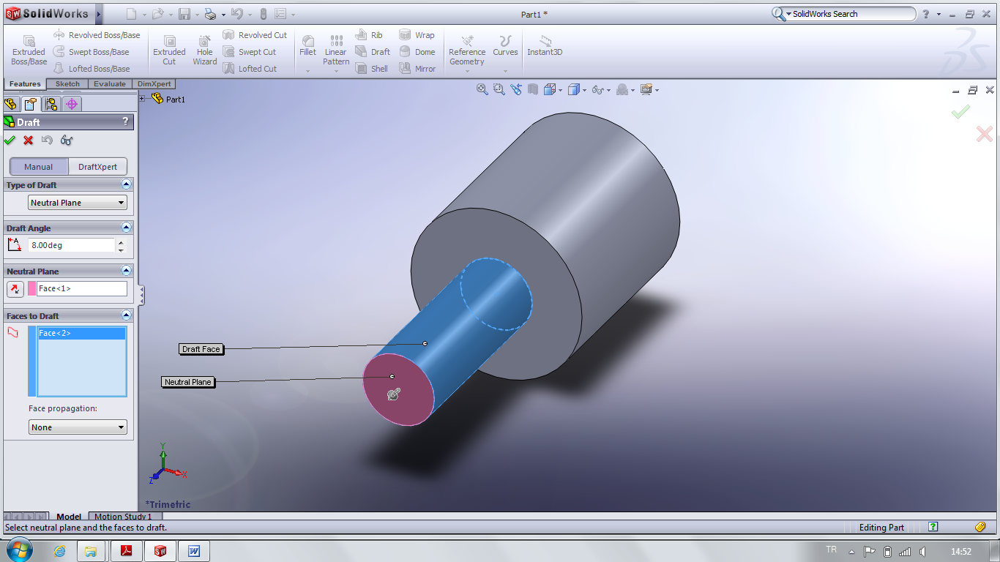 SolidWorks
Part1 *
SolidWorks Search
Extruded Boss/Base
Revolved Boss/Base
Swept Boss/Base
Lofted Boss/Base
Extruded Cut
Hole Wizard
Revolved Cut
Swept Cut
Lofted Cut
Fillet
Linear Pattern
Rib
Draft
Shell
Wrap
Dome
Mirror
Reference Geometry
Curves
Instant3D
Features
Sketch
Evaluate
DimXpert
Part1
Draft
?
Manual
DraftXpert
Type of Draft
Neutral Plane
Draft Angle
8.00deg
Neutral Plane
Face<1>
Faces to Draft
Face<2>
Face propagation:
None
Draft Face
Neutral Plane
Y
X
Z
*Trimetric
Model
Motion Study 1
Select neutral plane and the faces to draft.
Editing Part
TR
14:52